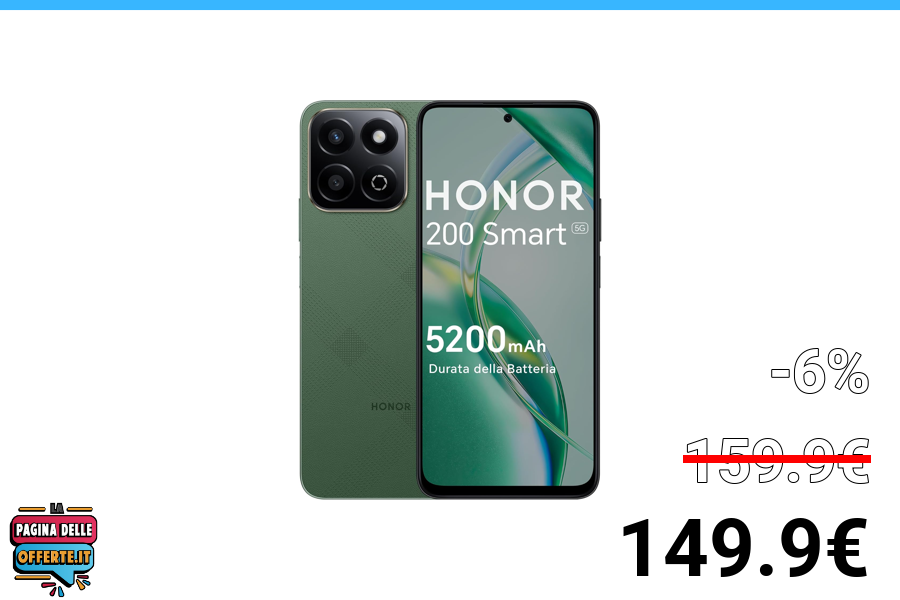 HONOR
200 Smart 5G
5200mAh
Durata della Batteria
HONOR
-6%
159.9€
149.9€
LA
PAGINA DELLE
OFFERTE.IT